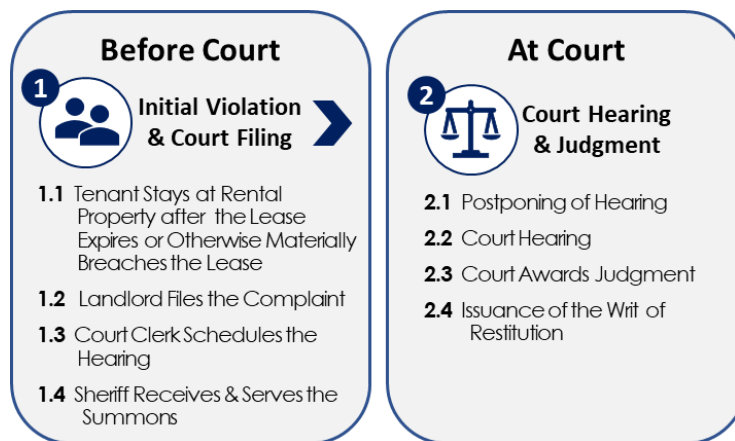 Before Court
1
Initial Violation
& Court Filing
1.1 Tenant Stays at Rental
Property after the Lease
Expires or Otherwise Materially
Breaches the Lease
1.2 Landlord Files the Complaint
1.3 Court Clerk Schedules the
Hearing
1.4 Sheriff Receives & Serves the
Summons
At Court
2
Court Hearing
& Judgment
2.1 Postponing of Hearing
2.2 Court Hearing
2.3 Court Awards Judgment
2.4 Issuance of the Writ of
Restitution